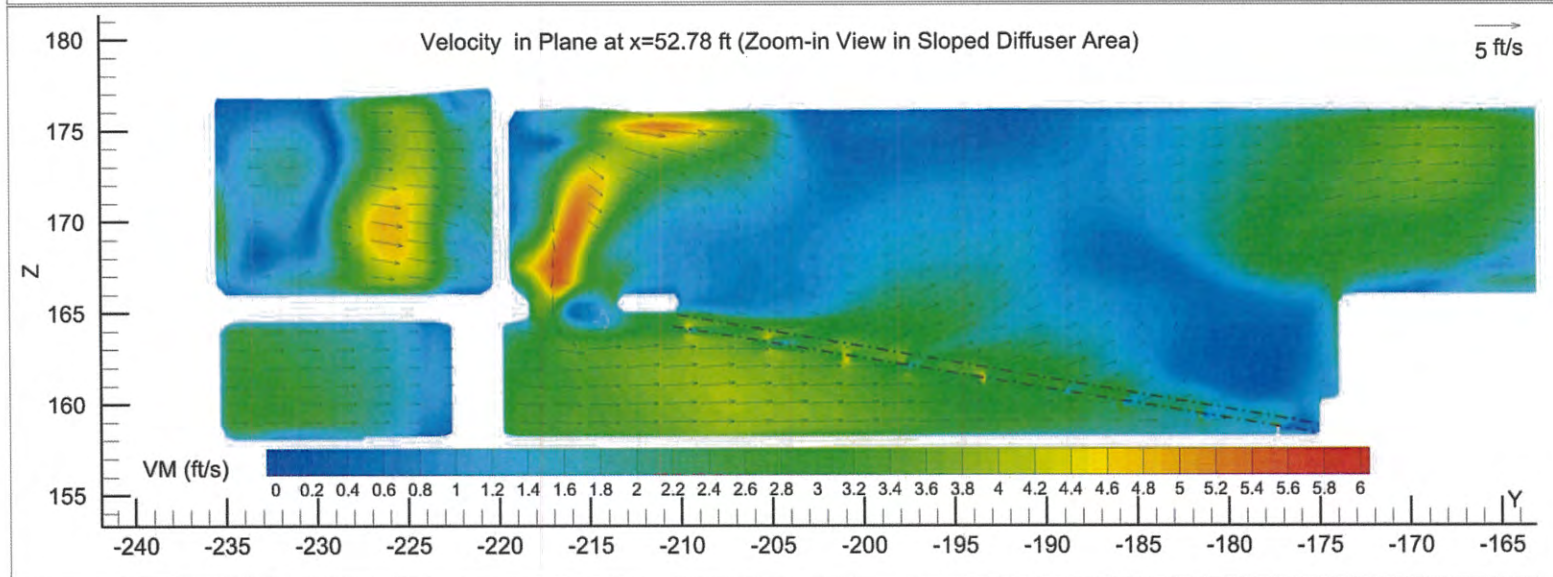 Velocity in Plane at x=52.78 ft (Zoom-in View in Sloped Diffuser Area)
5 ft/s
180
175
170
165
160
155
Z
VM (ft/s)
0 0.2 0.4 0.6 0.8 1 1.2 1.4 1.6 1.8 2 2.2 2.4 2.6 2.8 3 3.2 3.4 3.6 3.8 4 4.2 4.4 4.6 4.8 5 5.2 5.4 5.6 5.8 6
Y
-240 -235 -230 -225 -220 -215 -210 -205 -200 -195 -190 -185 -180 -175 -170 -165